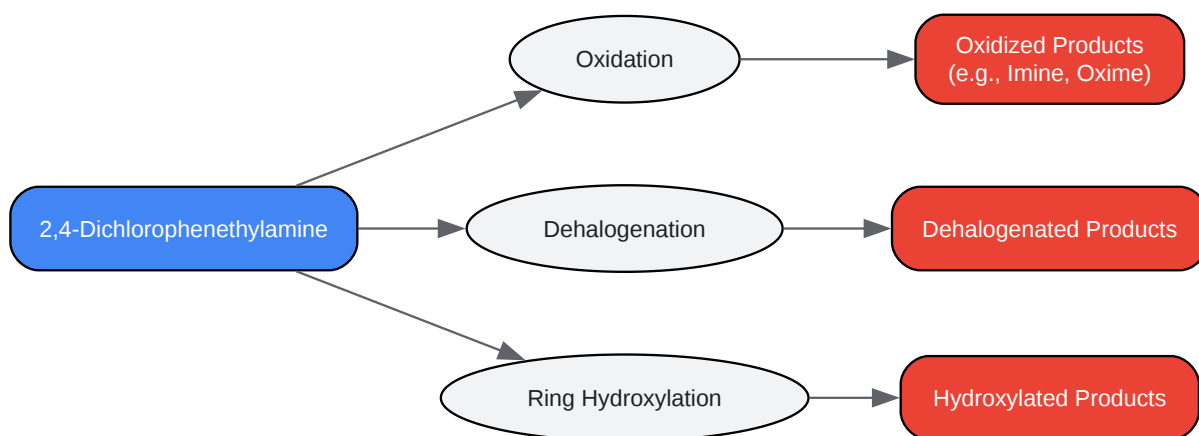 Oxidation
Oxidized Products
(e.g., Imine, Oxime)
2,4-Dichlorophenethylamine
Dehalogenation
Dehalogenated Products
Ring Hydroxylation
Hydroxylated Products